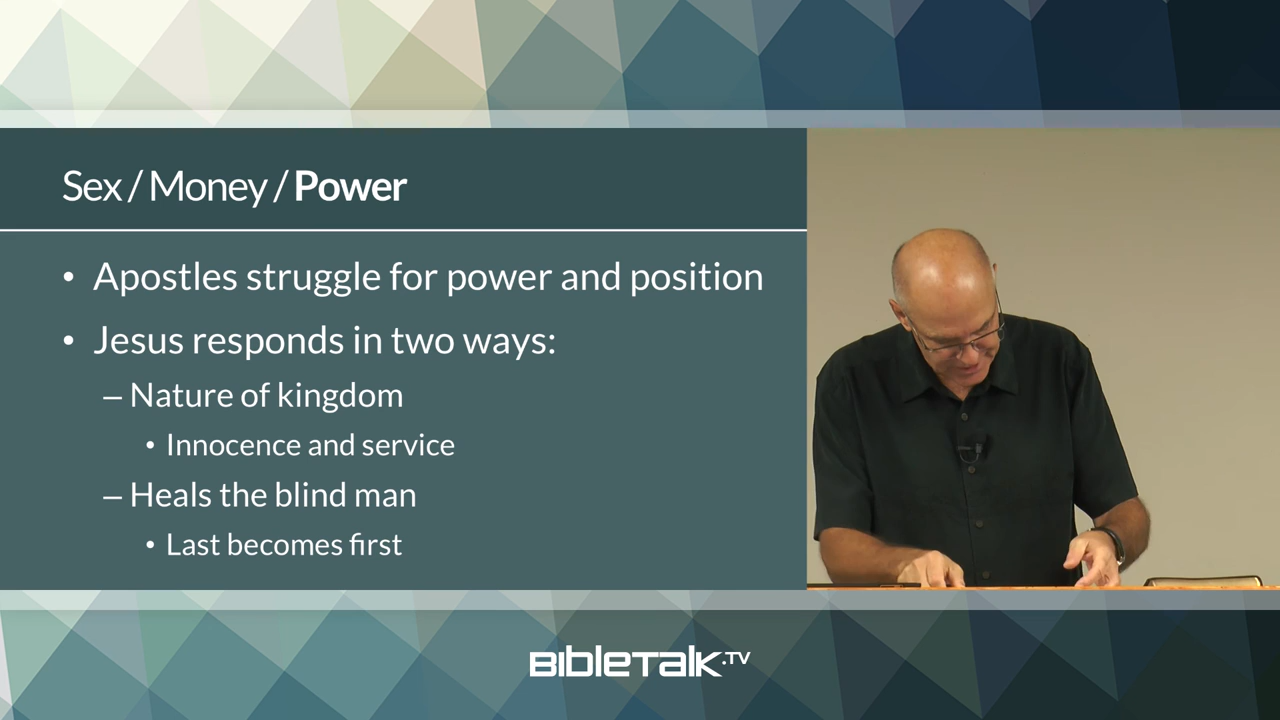 Sex / Money / Power
• Apostles struggle for power and position
• Jesus responds in two ways:
– Nature of kingdom
• Innocence and service
– Heals the blind man
• Last becomes first
BIBLETALK.TV